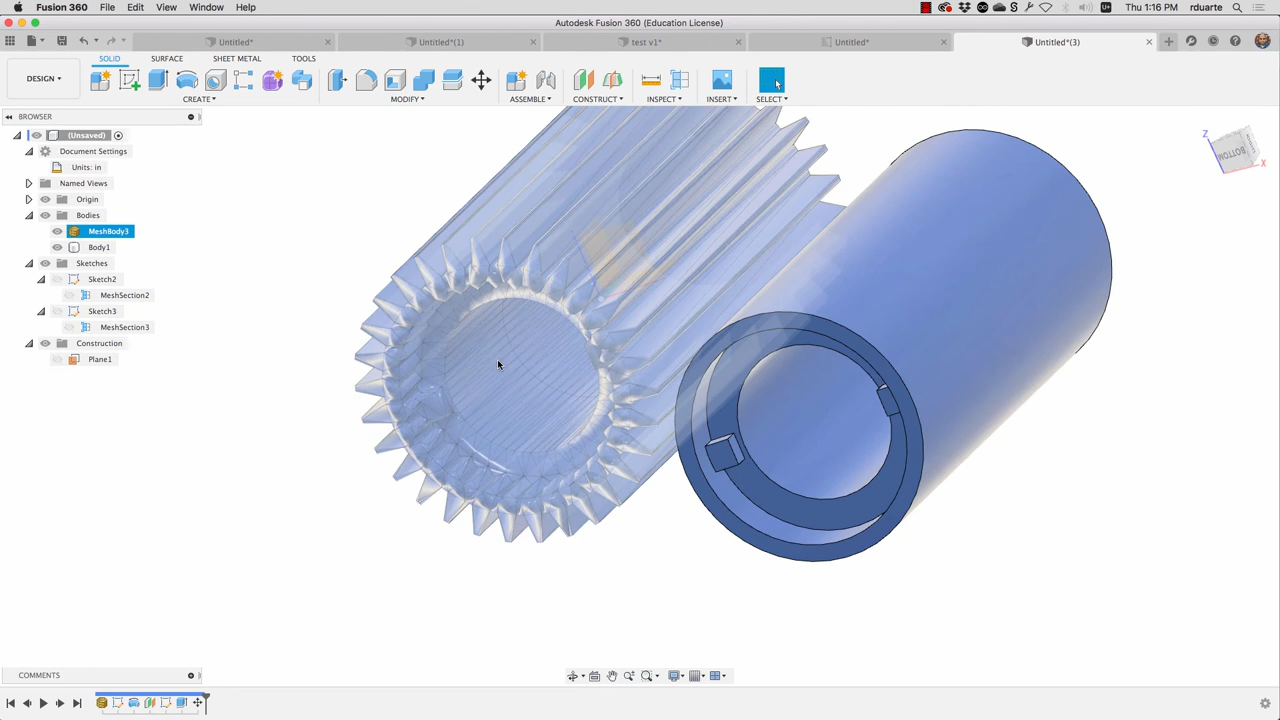 Fusion 360 File Edit View Window Help Thu 1:16 PM rduarte
Autodesk Fusion 360 (Education License)
Untitled* Untitled*(1) test v1* Untitled* Untitled*(3)
SOLID SURFACE SHEET METAL TOOLS
DESIGN
CREATE MODIFY ASSEMBLE CONSTRUCT INSPECT INSERT SELECT
BROWSER
(Unsaved)
Document Settings
Units: in
Named Views
Origin
Bodies
MeshBody3
Body1
Sketches
Sketch2
MeshSection2
Sketch3
MeshSection3
Construction
Plane1
Z
BOTTOM
X
COMMENTS